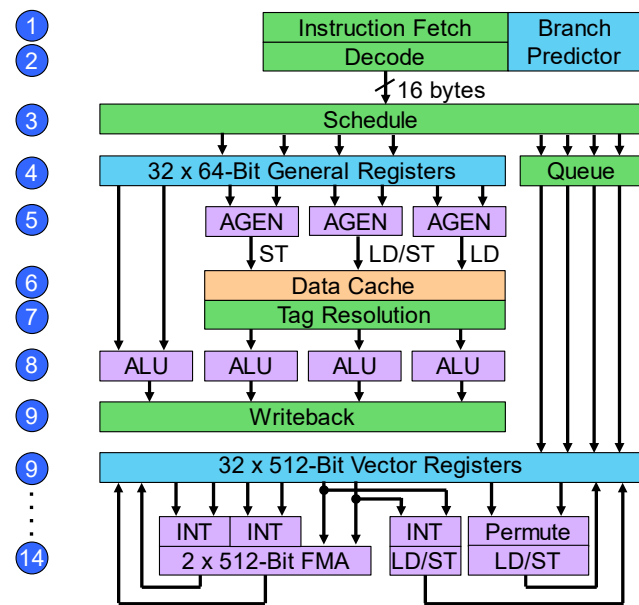 1
Instruction Fetch
Branch
Predictor
2
Decode
16 bytes
3
Schedule
4
32 x 64-Bit General Registers
Queue
5
AGEN
AGEN
AGEN
ST
LD/ST
LD
6
Data Cache
7
Tag Resolution
8
ALU
ALU
ALU
ALU
9
Writeback
9
32 x 512-Bit Vector Registers
INT
INT
INT
Permute
14
2 x 512-Bit FMA
LD/ST
LD/ST